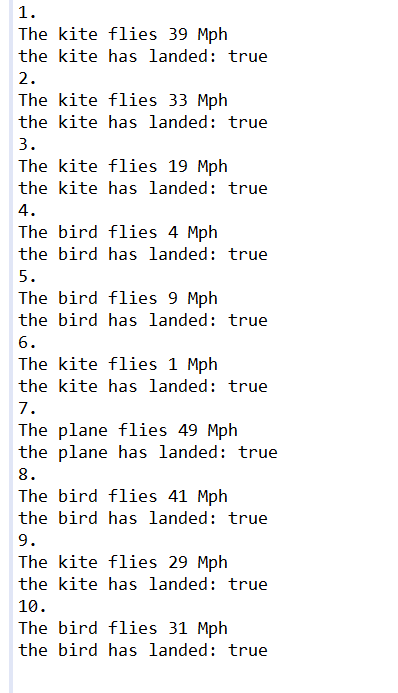 1.
The kite flies 39 Mph
the kite has landed: true
2.
The kite flies 33 Mph
the kite has landed: true
3.
The kite flies 19 Mph
the kite has landed: true
4.
The bird flies 4 Mph
the bird has landed: true
5.
The bird flies 9 Mph
the bird has landed: true
6.
The kite flies 1 Mph
the kite has landed: true
7.
The plane flies 49 Mph
the plane has landed: true
8.
The bird flies 41 Mph
the bird has landed: true
9.
The kite flies 29 Mph
the kite has landed: true
10.
The bird flies 31 Mph
the bird has landed: true